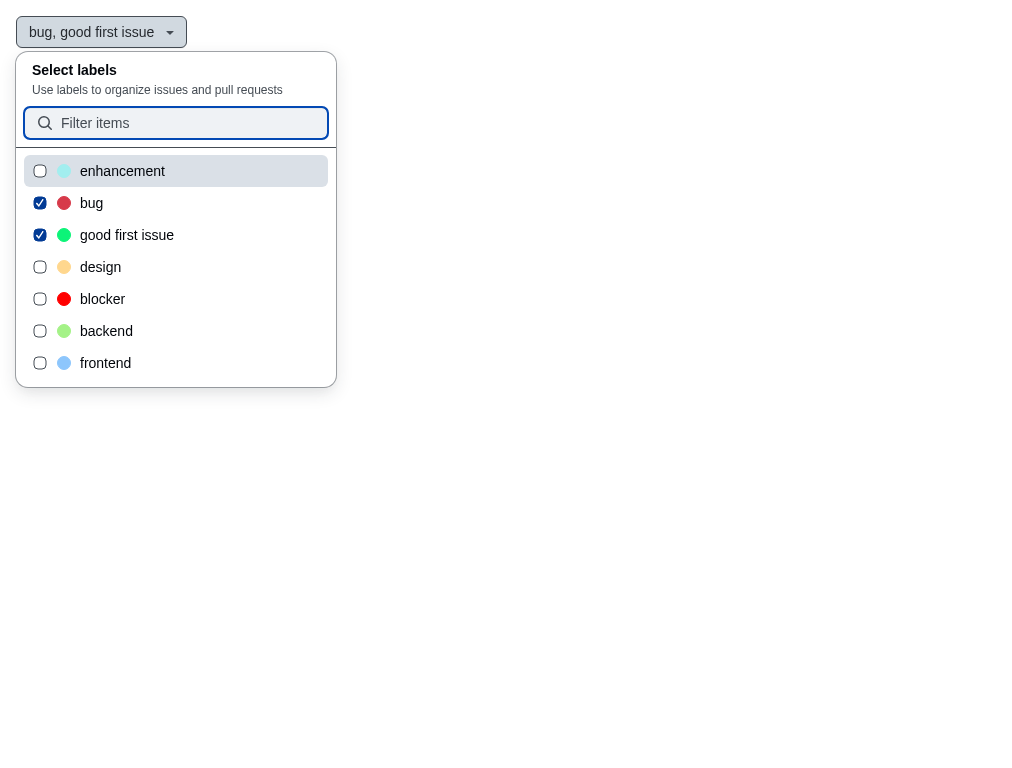 bug, good first issue
Select labels
Use labels to organize issues and pull requests
Filter items
enhancement
bug
good first issue
design
blocker
backend
frontend